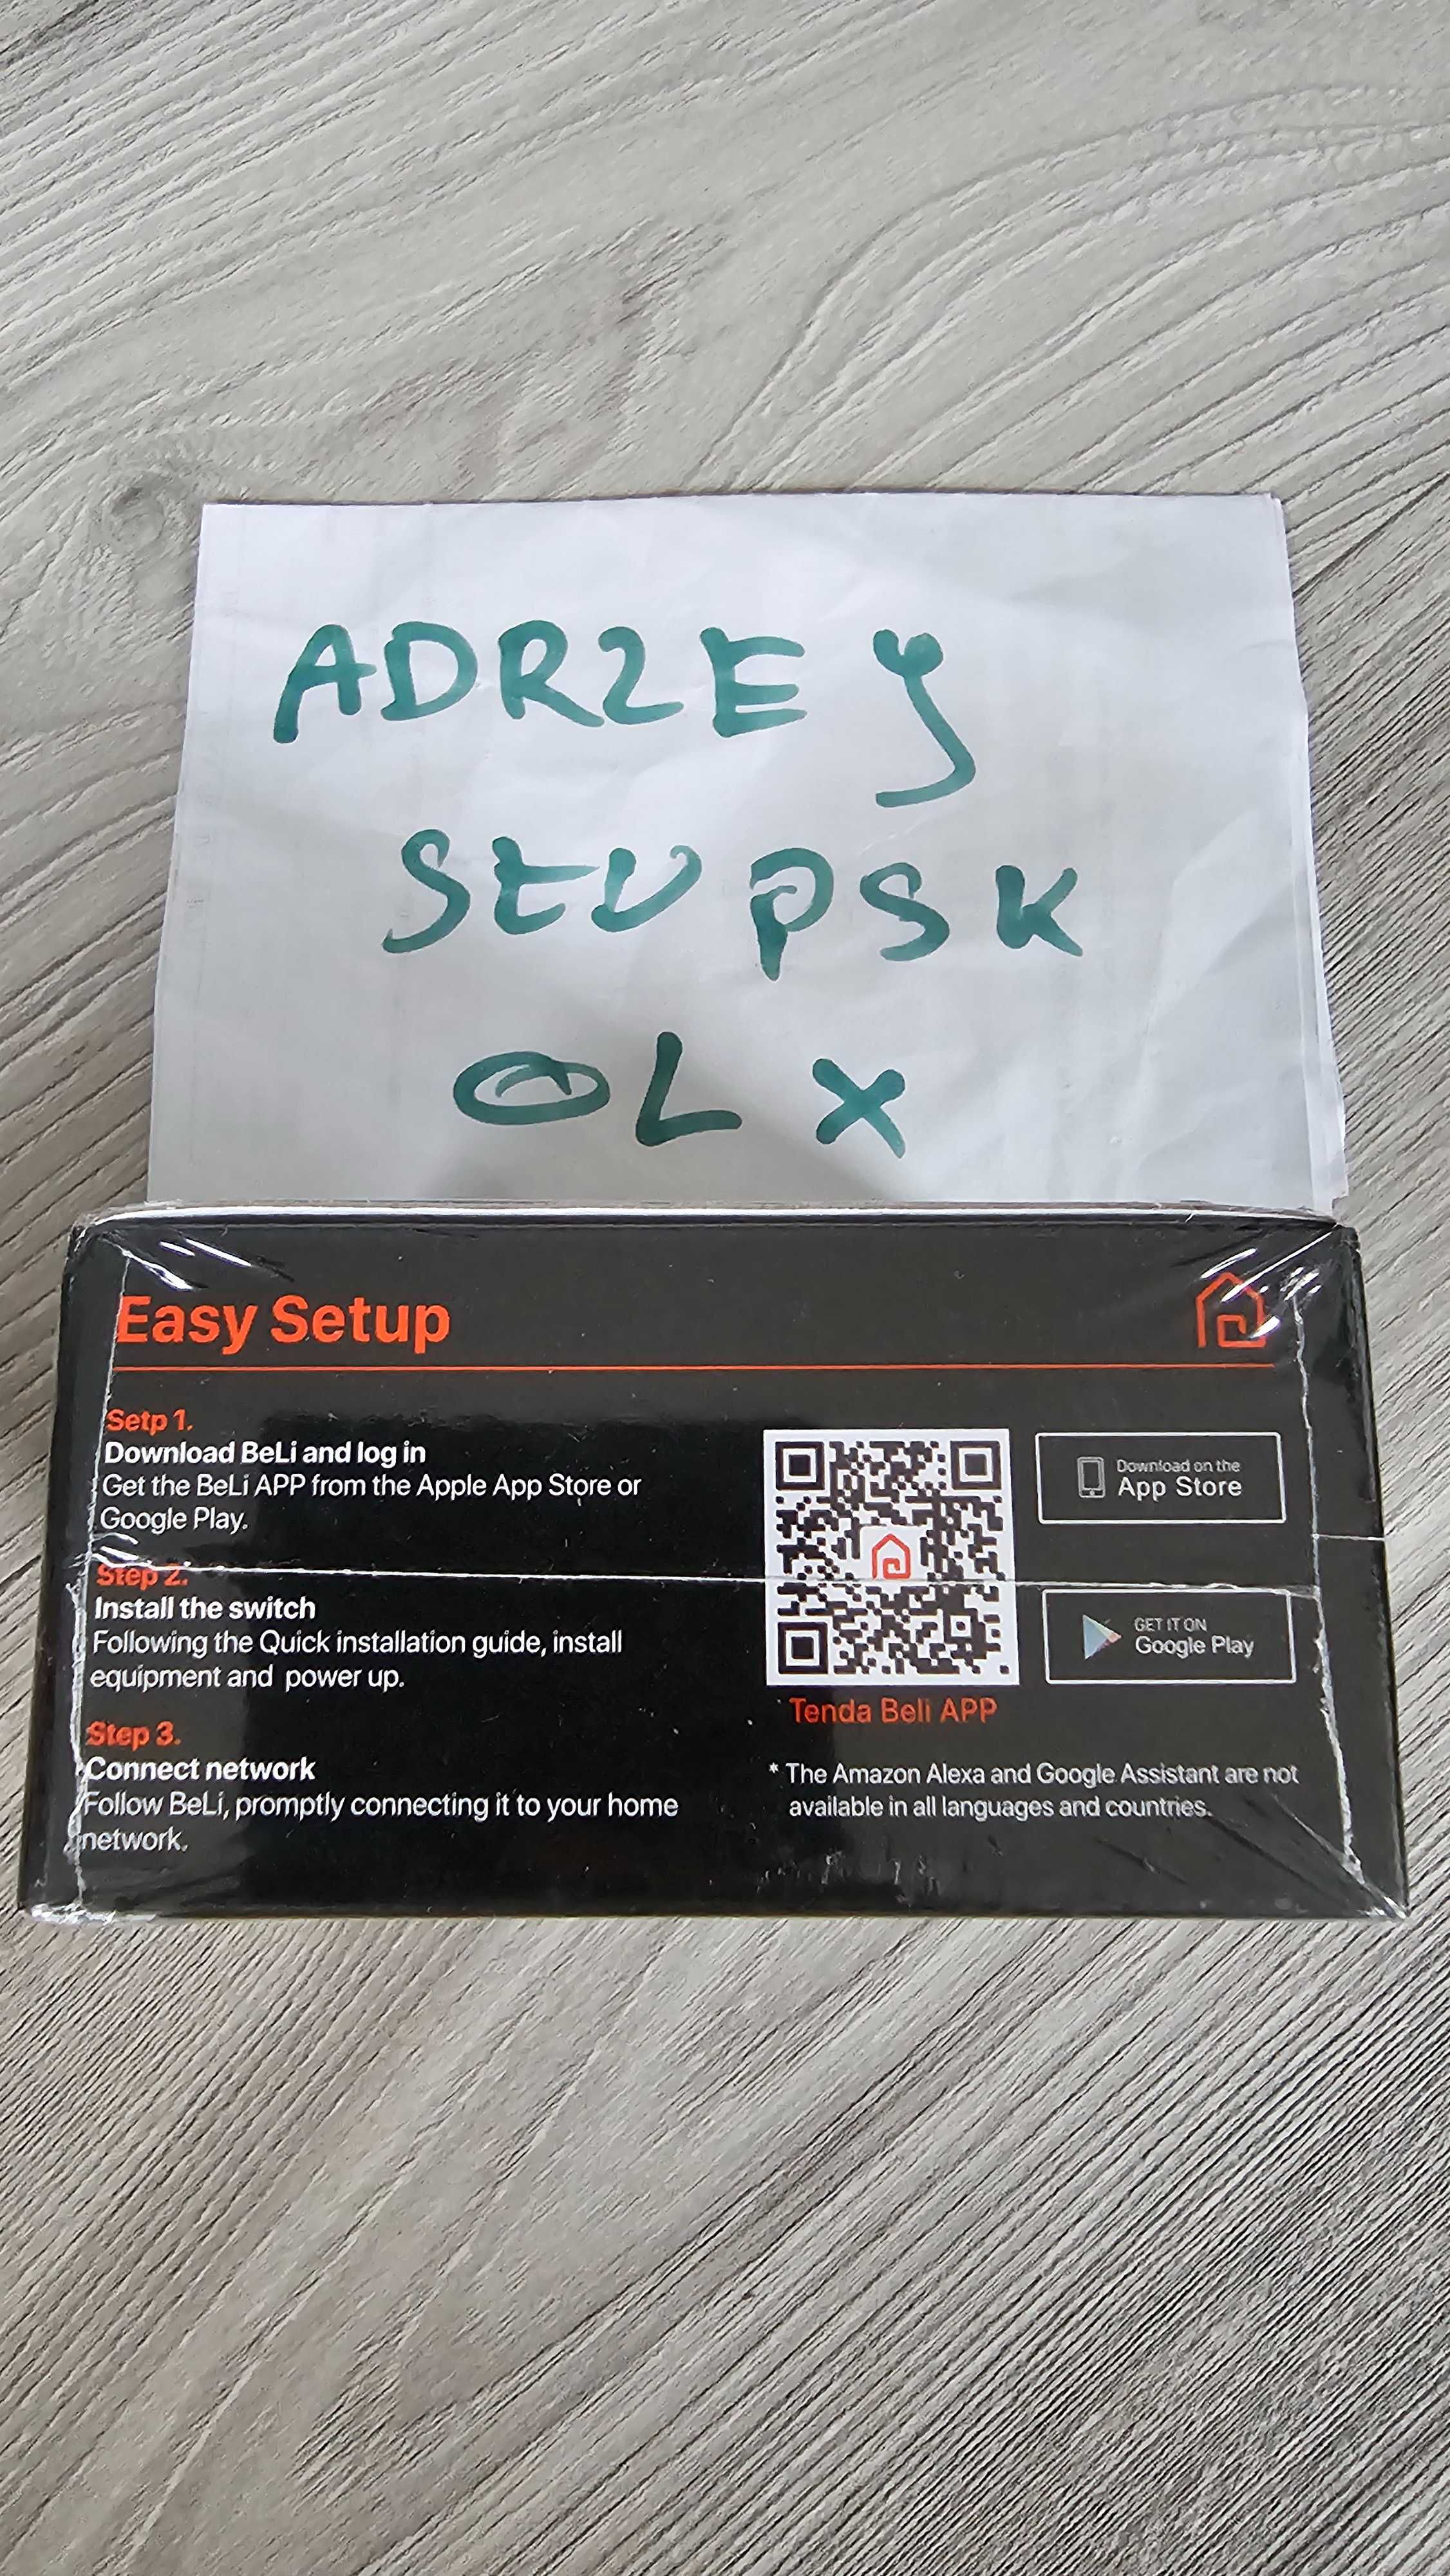 ADRZEY
STUPSK
OLX
Easy Setup
Setp 1.
Download BeLi and log in
Get the BeLi APP from the Apple App Store or
Google Play.
Step 2.
Install the switch
Following the Quick installation guide, install
equipment and power up.
Step 3.
Connect network
Follow BeLi, promptly connecting it to your home
network.
Download on the
App Store
GET IT ON
Google Play
Tenda Beli APP
* The Amazon Alexa and Google Assistant are not
available in all languages and countries.